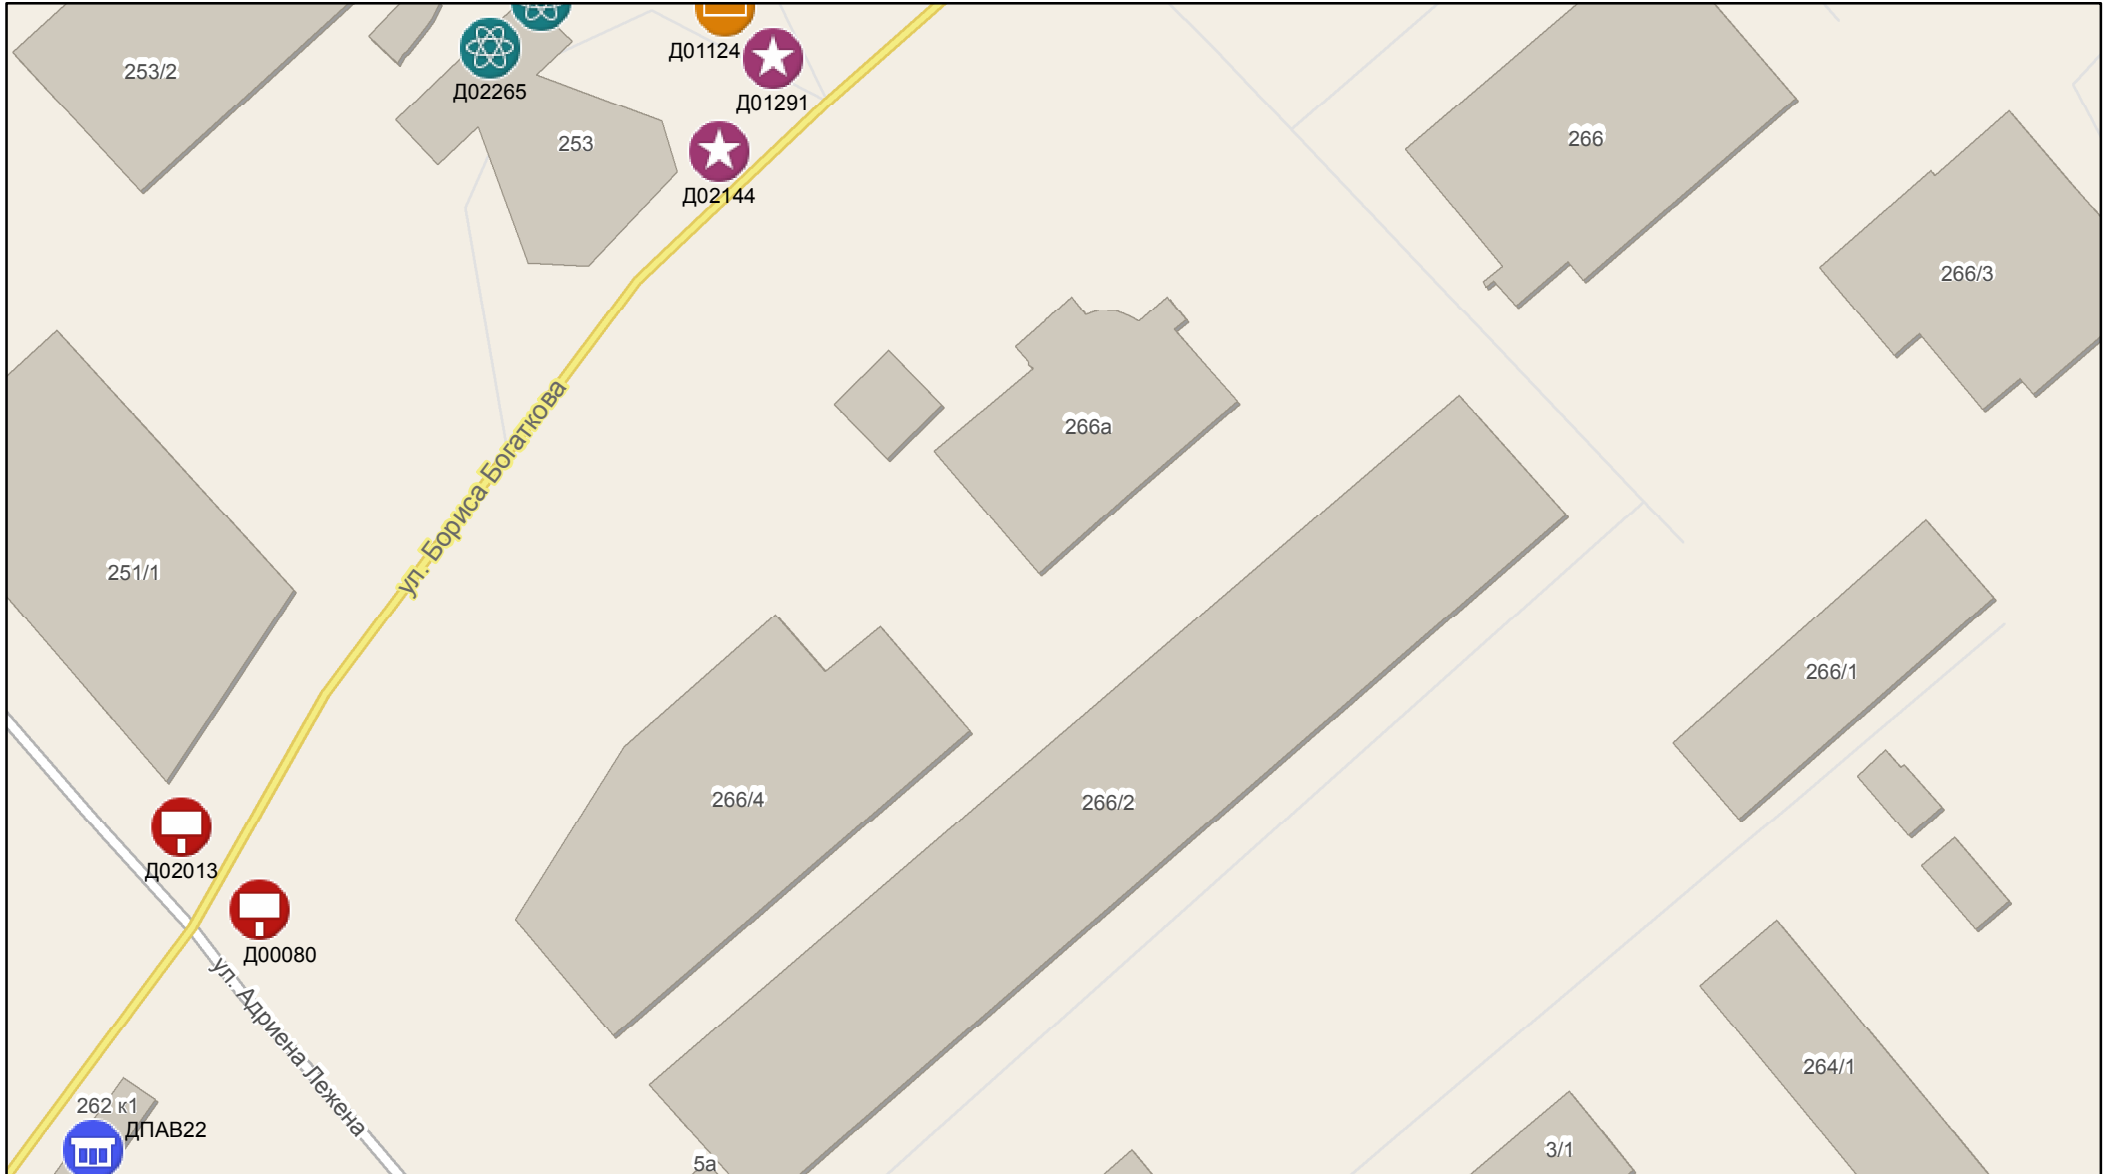 Д01124
253/2
Д02265
Д01291
266
253
Д02144
266/3
ул. Бориса Богаткова
266а
251/1
266/1
266/4
266/2
Д02013
Д00080
ул. Адриена Лежена
264/1
262 к1
ДПАВ22
3/1
5а